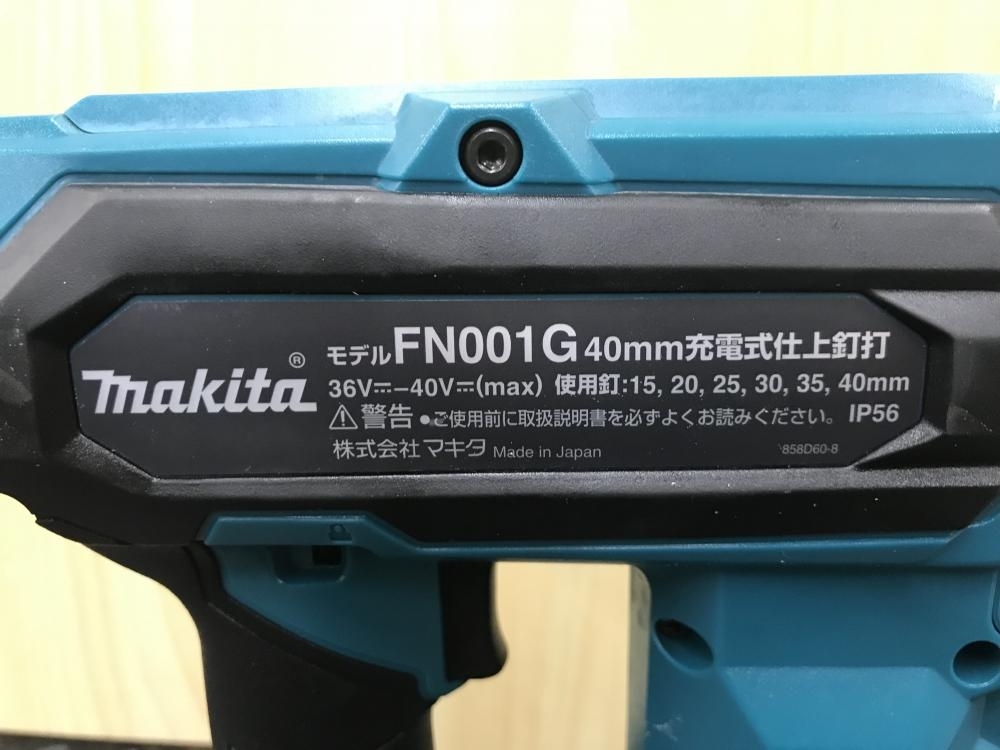 makita®
モデルFN001G 40mm充電式仕上釘打
36V⎓-40V⎓(max) 使用釘:15, 20, 25, 30, 35, 40mm
⚠警告 ●ご使用前に取扱説明書を必ずよくお読みください。 IP56
株式会社マキタ Made in Japan 858D60-8